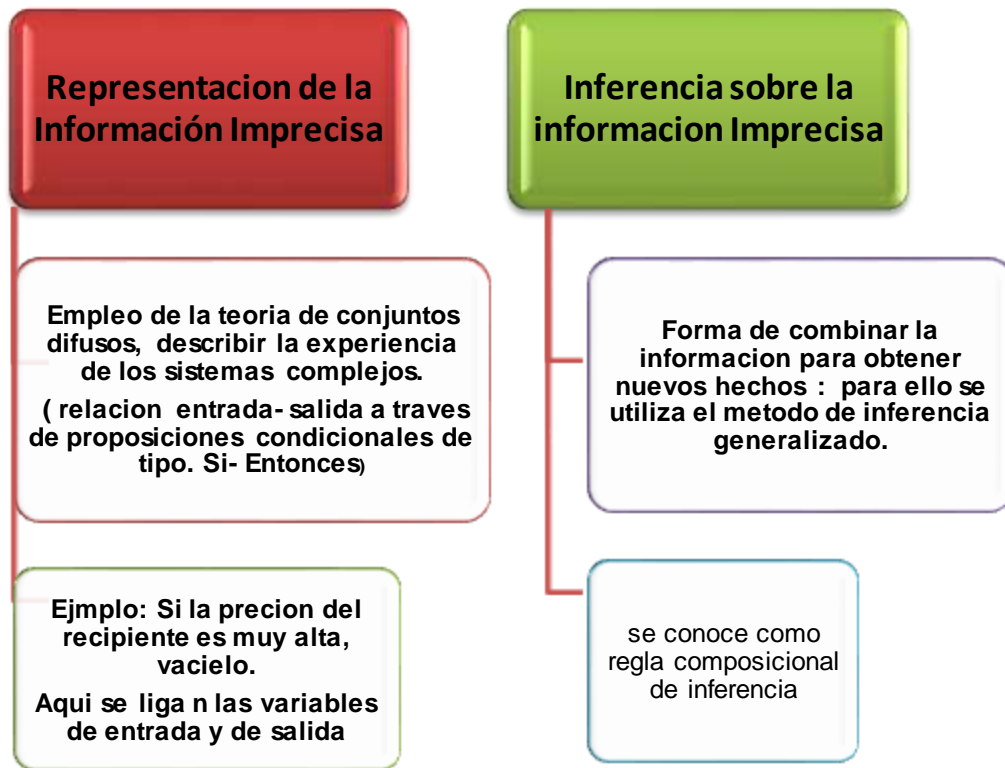 Representacion de la
Información Imprecisa
Empleo de la teoria de conjuntos
difusos, describir la experiencia
de los sistemas complejos.
( relacion entrada- salida a traves
de proposiciones condicionales de
tipo. Si- Entonces)
Ejmplo: Si la precion del
recipiente es muy alta,
vacielo.
Aqui se liga n las variables
de entrada y de salida
Inferencia sobre la
informacion Imprecisa
Forma de combinar la
informacion para obtener
nuevos hechos : para ello se
utiliza el metodo de inferencia
generalizado.
se conoce como
regla composicional
de inferencia